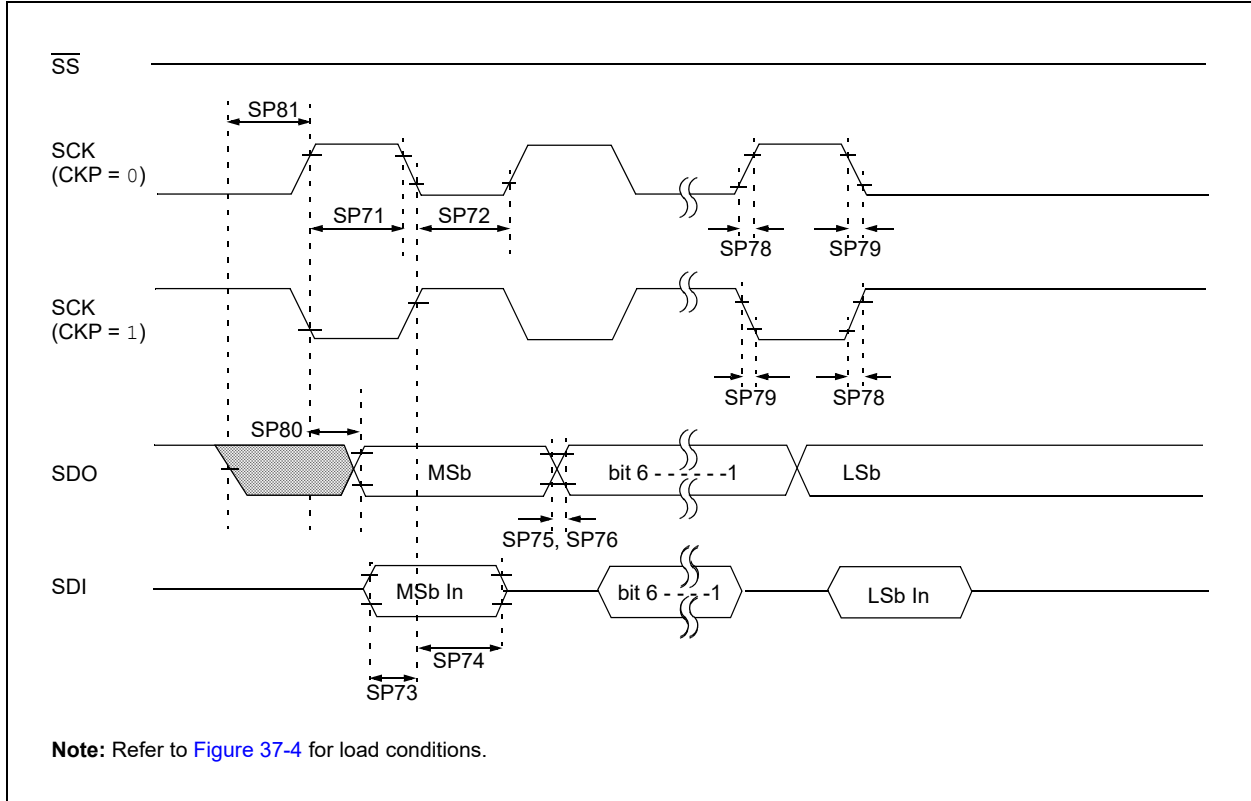 SS
SP81
SCK
(CKP = 0)
SP71
SP72
SP78
SP79
SCK
(CKP = 1)
SP79
SP78
SP80
SDO
MSb
bit 6 - - - - - -1
LSb
SP75, SP76
SDI
MSb In
bit 6 - - - -1
LSb In
SP74
SP73
Note: Refer to Figure 37-4 for load conditions.